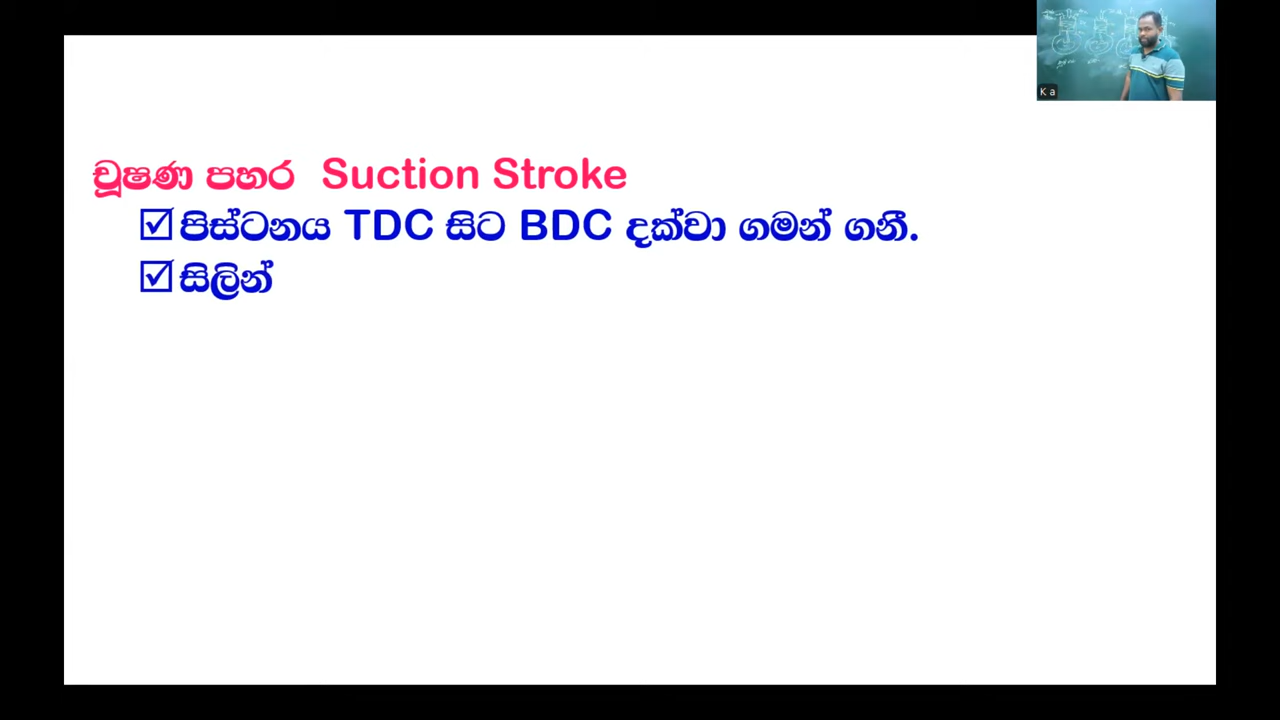 චූෂණ පහර Suction Stroke
☑පිස්ටනය TDC සිට BDC දක්වා ගමන් ගනී.
☑සිලින්
K a